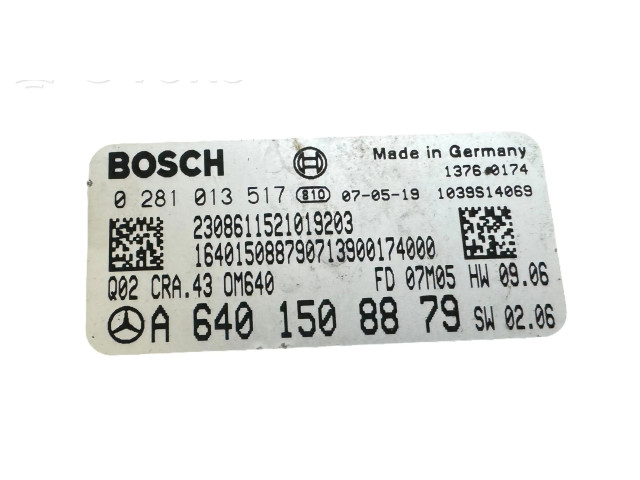 BOSCH Made in Germany
1376 0174
0 281 013 517 810 07-05-19 1039S14069
2308611521019203
164015088790713900174000
Q02 CRA.43 OM640 FD 07M05 HW 09.06
A 640 150 88 79 SW 02.06